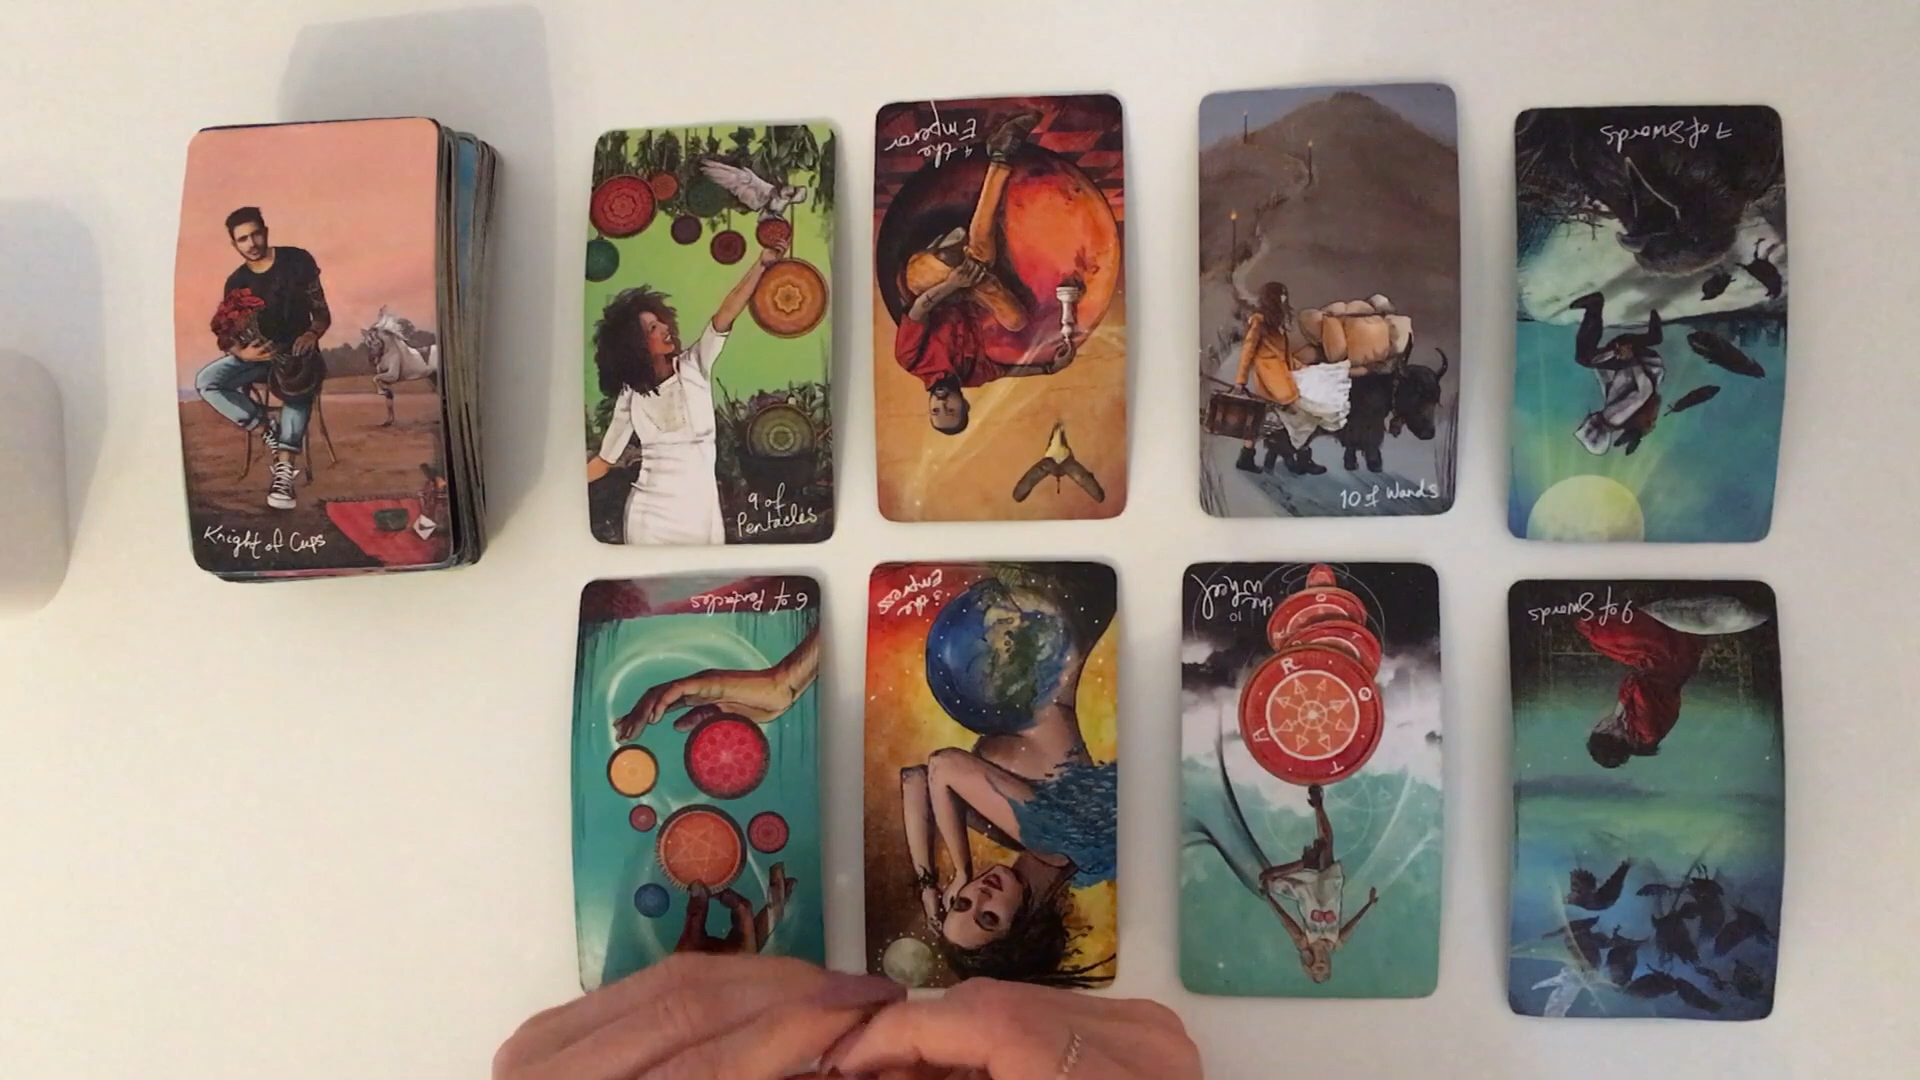 Knight of Cups
9 of
Pentacles
4 the
Emperor
10 of Wands
7 of Swords
6 of Pentacles
3 the
Empress
10
the
Wheel
R
O
T
A
9 of Swords